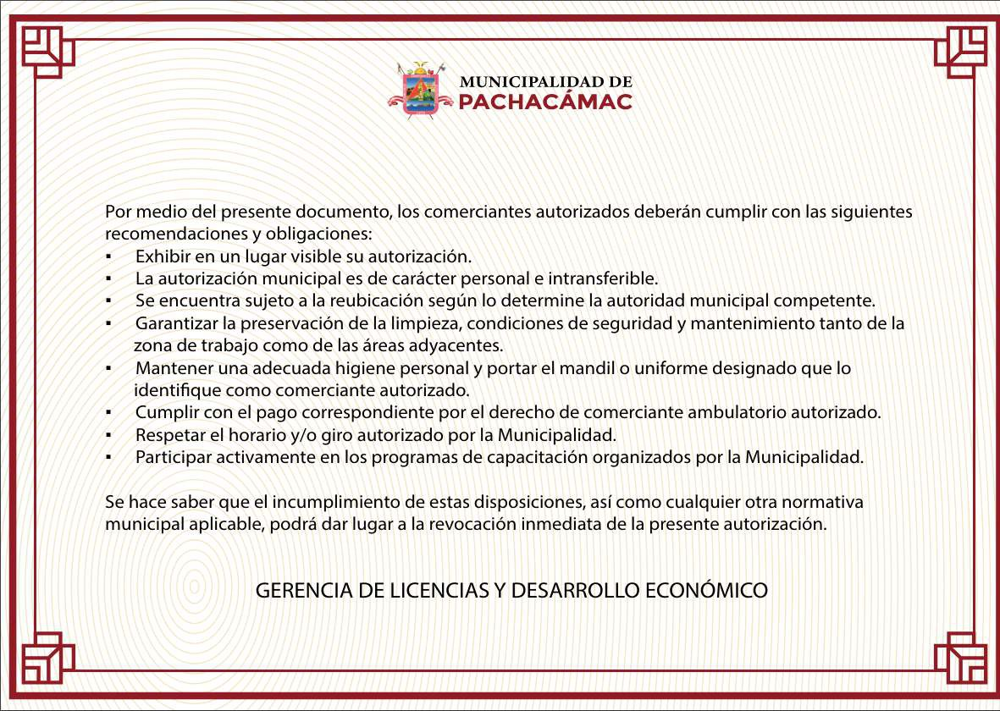 MUNICIPALIDAD DE
PACHACÁMAC
Por medio del presente documento, los comerciantes autorizados deberán cumplir con las siguientes
recomendaciones y obligaciones:
▪ Exhibir en un lugar visible su autorización.
▪ La autorización municipal es de carácter personal e intransferible.
▪ Se encuentra sujeto a la reubicación según lo determine la autoridad municipal competente.
▪ Garantizar la preservación de la limpieza, condiciones de seguridad y mantenimiento tanto de la
zona de trabajo como de las áreas adyacentes.
▪ Mantener una adecuada higiene personal y portar el mandil o uniforme designado que lo
identifique como comerciante autorizado.
▪ Cumplir con el pago correspondiente por el derecho de comerciante ambulatorio autorizado.
▪ Respetar el horario y/o giro autorizado por la Municipalidad.
▪ Participar activamente en los programas de capacitación organizados por la Municipalidad.
Se hace saber que el incumplimiento de estas disposiciones, así como cualquier otra normativa
municipal aplicable, podrá dar lugar a la revocación inmediata de la presente autorización.
GERENCIA DE LICENCIAS Y DESARROLLO ECONÓMICO